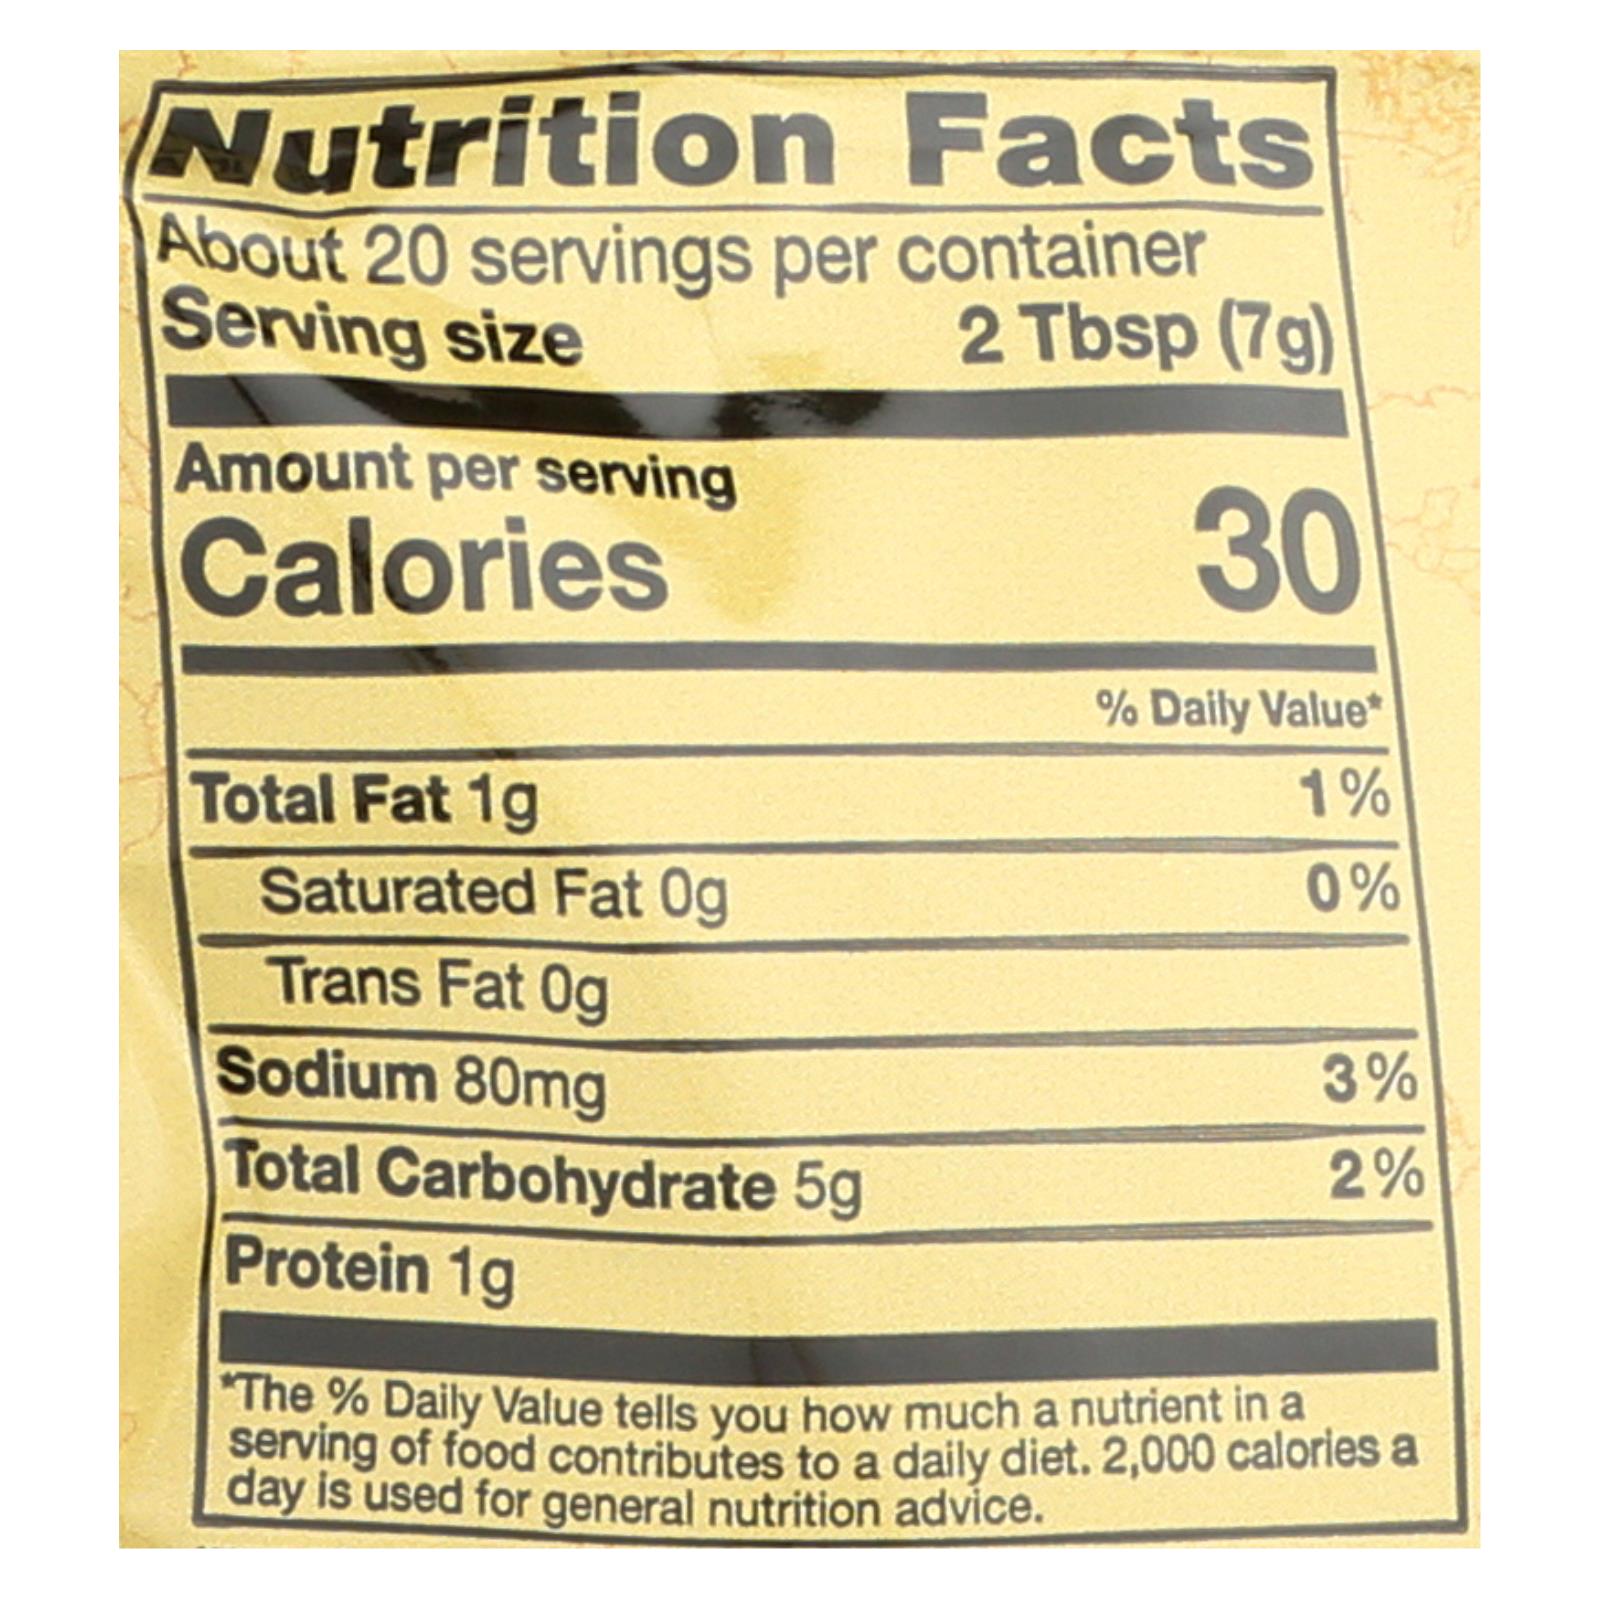 Nutrition Facts
About 20 servings per container
Serving size 2 Tbsp (7g)
Amount per serving
Calories 30
% Daily Value*
Total Fat 1g 1%
Saturated Fat 0g 0%
Trans Fat 0g
Sodium 80mg 3%
Total Carbohydrate 5g 2%
Protein 1g
*The % Daily Value tells you how much a nutrient in a
serving of food contributes to a daily diet. 2,000 calories a
day is used for general nutrition advice.